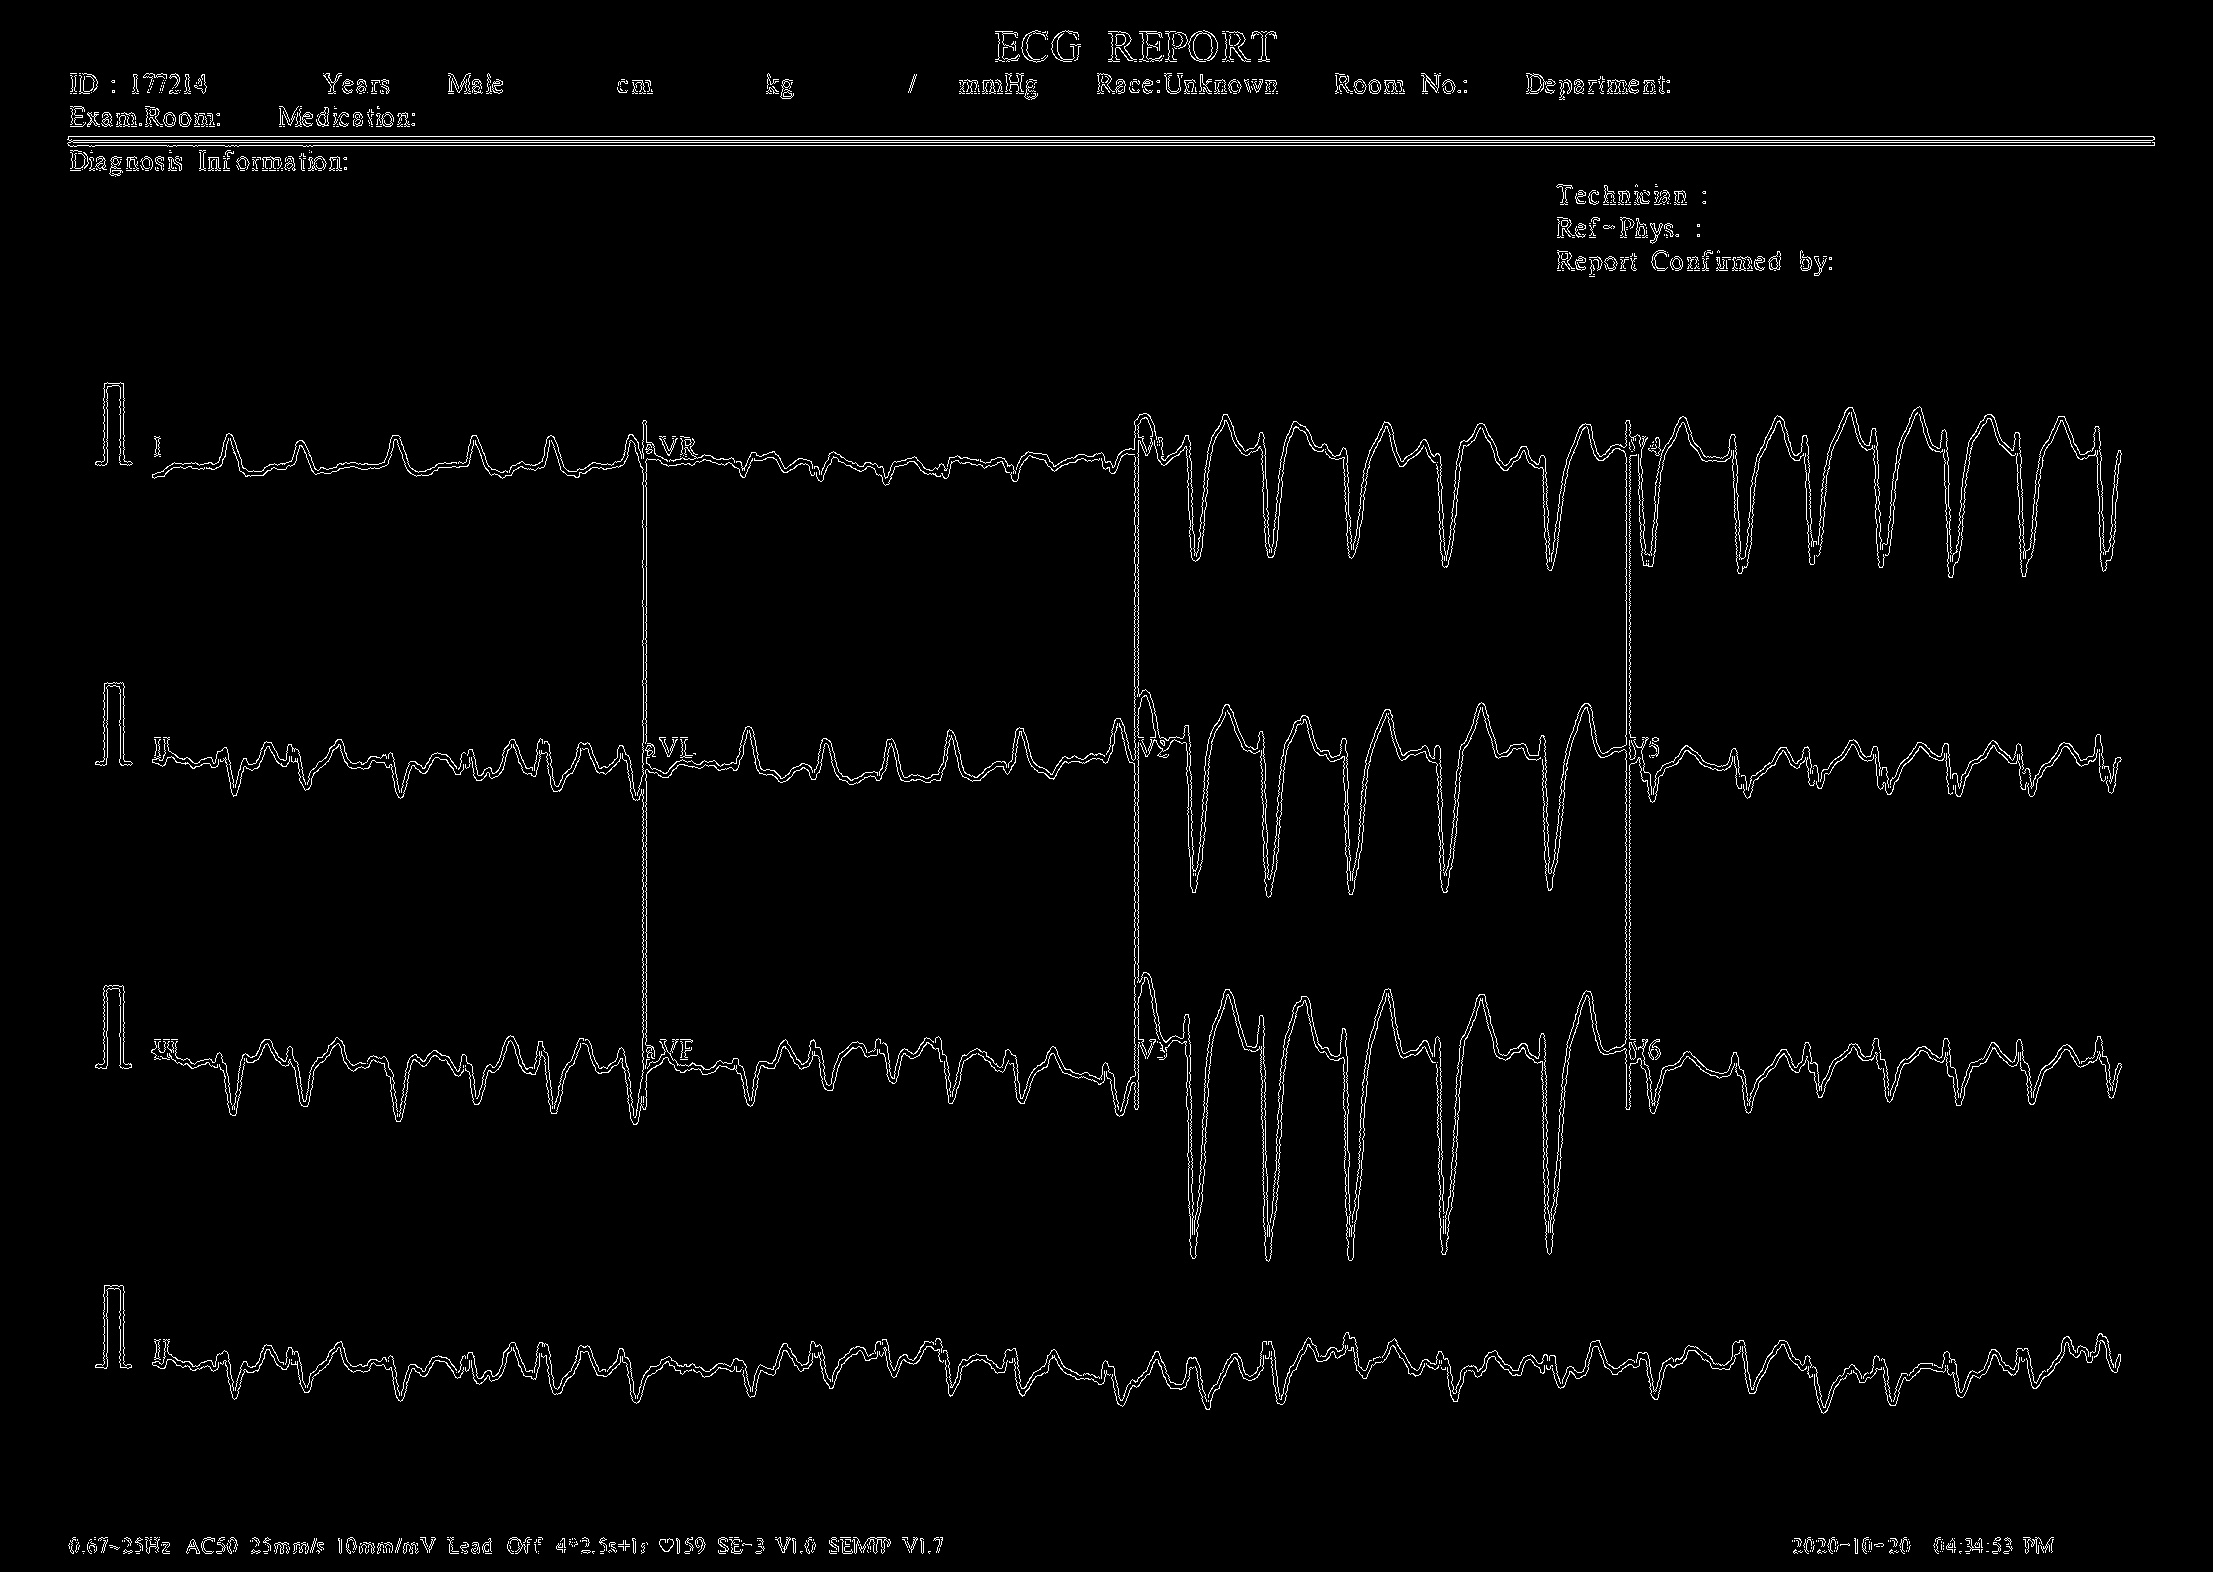 ECG REPORT
ID : 177214 Years Male cm kg / mmHg Race:Unknown Room No.: Department:
Exam.Room: Medication:
Diagnosis Information:
Technician :
Ref-Phys. :
Report Confirmed by:
I aVR V1 V4
II aVL V2 V5
III aVF V3 V6
II
0.67~25Hz AC50 25mm/s 10mm/mV Lead Off 4*2.5s+1r ♡159 SE-3 V1.0 SEMIP V1.7 2020-10-20 04:34:53 PM